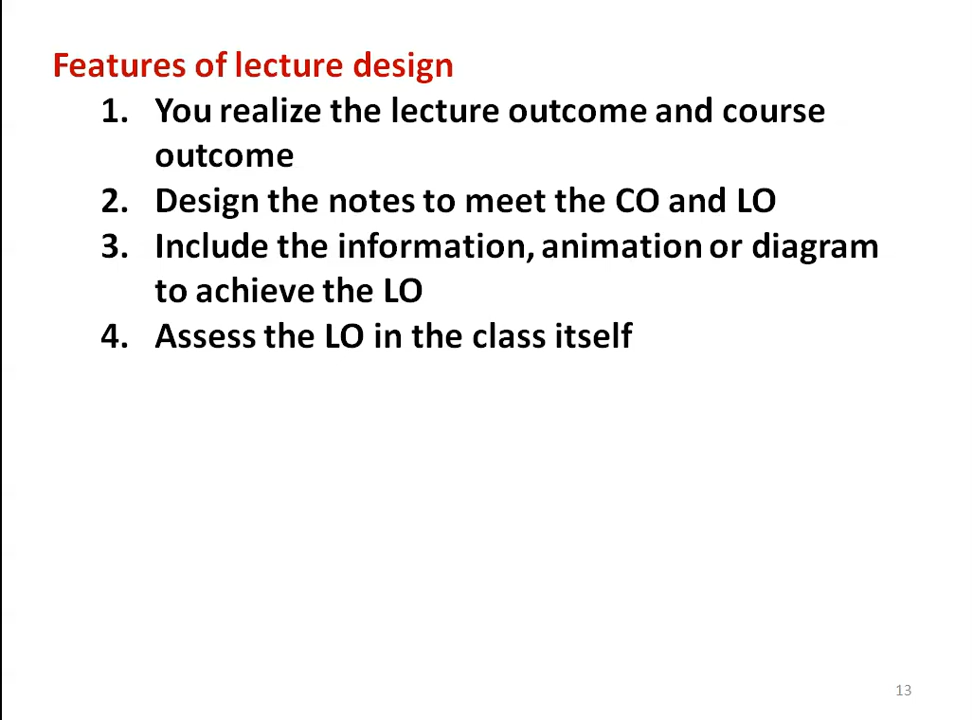 Features of lecture design
1. You realize the lecture outcome and course
outcome
2. Design the notes to meet the CO and LO
3. Include the information, animation or diagram
to achieve the LO
4. Assess the LO in the class itself
13